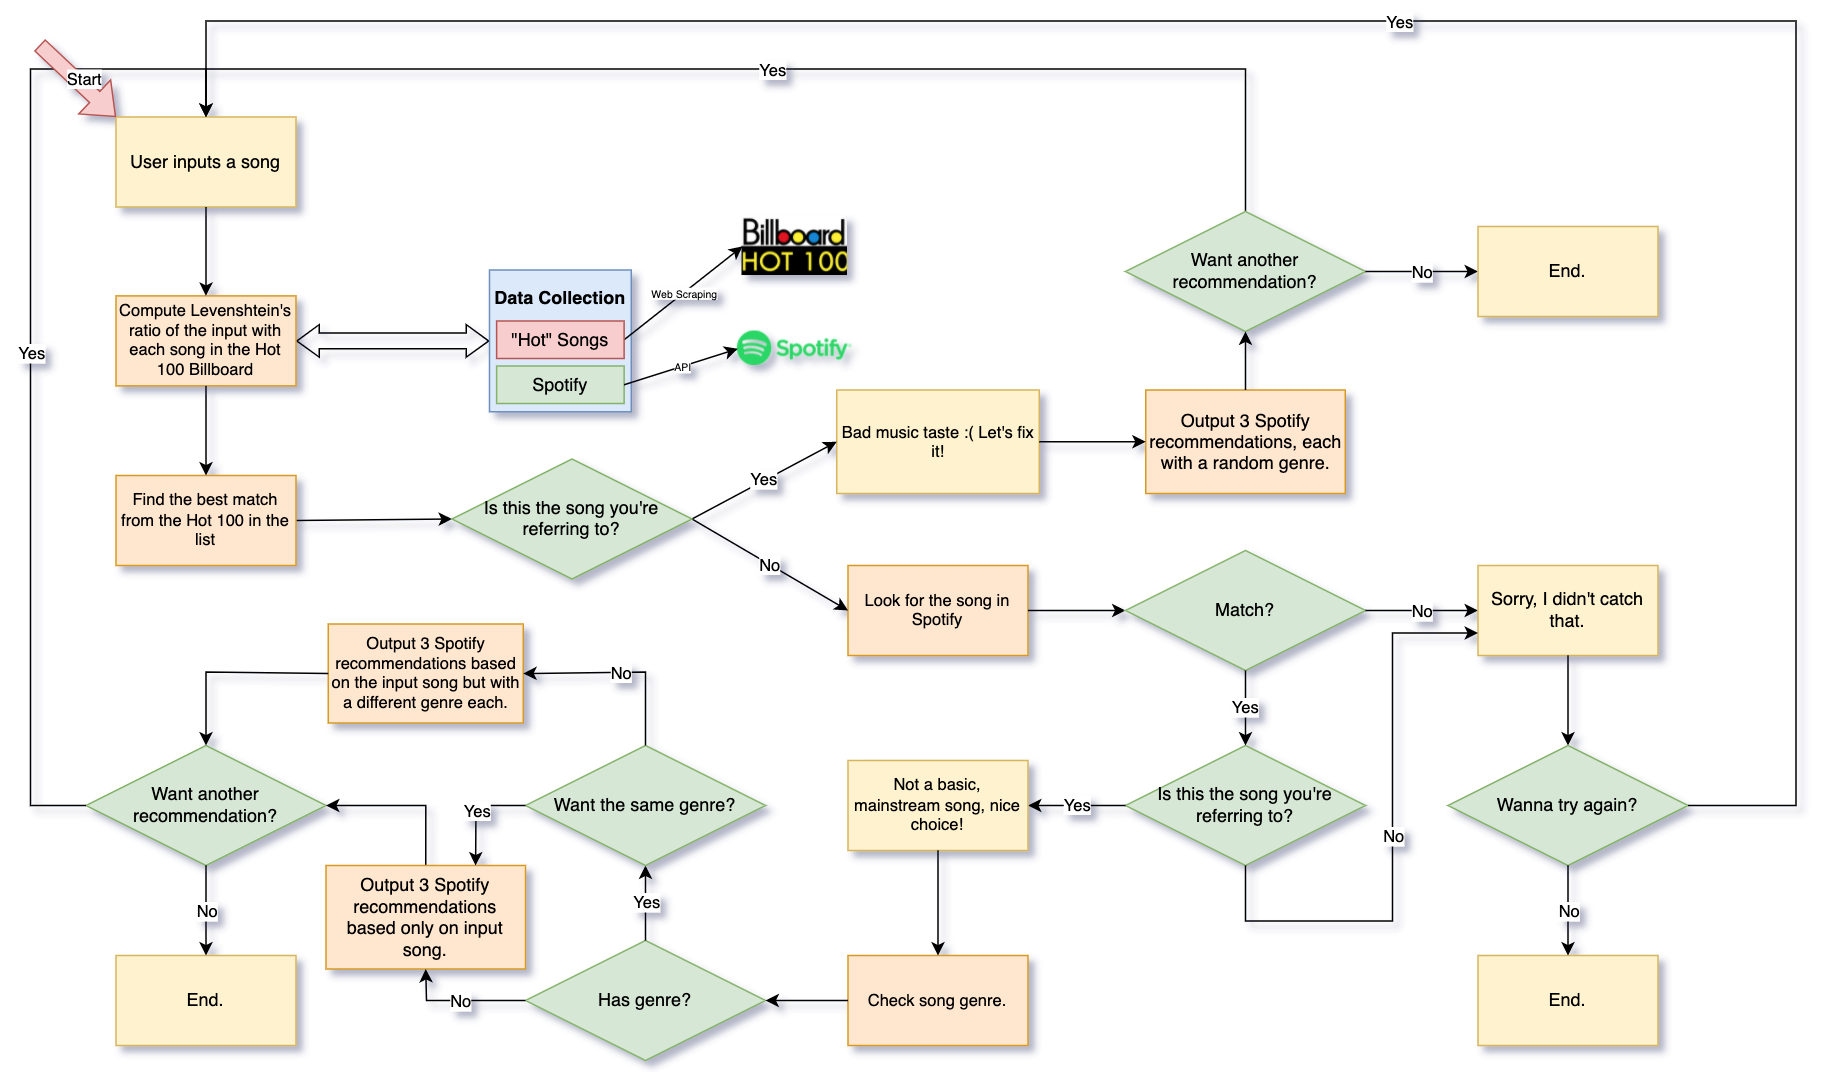 Yes
Start
Yes
User inputs a song
Billboard
HOT 100
Want another
recommendation?
No
End.
Compute Levenshtein's
ratio of the input with
each song in the Hot
100 Billboard
Data Collection
Web Scraping
"Hot" Songs
Spotify
API
Spotify
Yes
Bad music taste :( Let's fix
it!
Output 3 Spotify
recommendations, each
with a random genre.
Find the best match
from the Hot 100 in the
list
Is this the song you're
referring to?
Yes
No
Look for the song in
Spotify
Match?
No
Sorry, I didn't catch
that.
Output 3 Spotify
recommendations based
on the input song but with
a different genre each.
No
Yes
Want another
recommendation?
Yes
Want the same genre?
Not a basic,
mainstream song, nice
choice!
Yes
Is this the song you're
referring to?
No
Wanna try again?
No
Output 3 Spotify
recommendations
based only on input
song.
Yes
No
End.
No
Has genre?
Check song genre.
End.